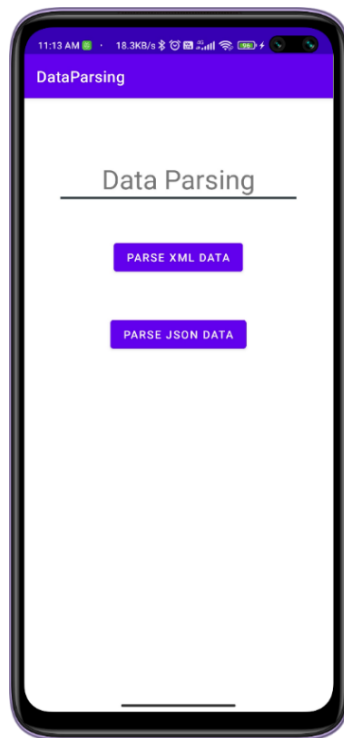 11:13 AM · 18.3KB/s
DataParsing
Data Parsing
PARSE XML DATA
PARSE JSON DATA